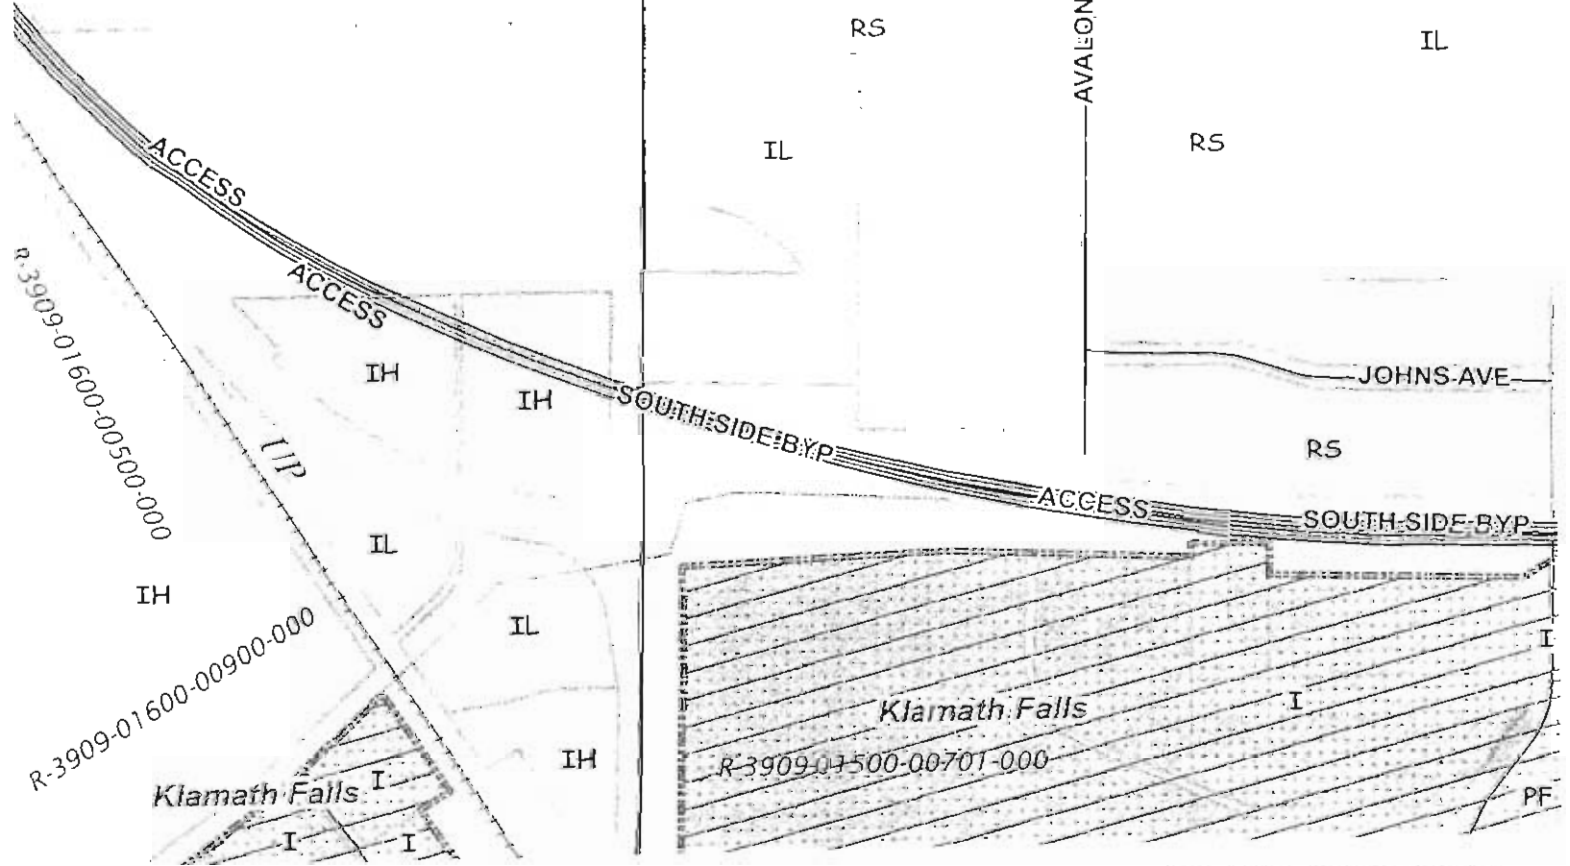 RS
AVALON
IL
IL
RS
ACCESS
R-3909-01600-00500-000
ACCESS
IH
IH
JOHNS AVE
SOUTH SIDE BYP
UP
RS
ACCESS
SOUTH SIDE BYP
IL
IH
IL
I
R-3909-01600-00900-000
Klamath Falls
I
IH
R-3909-01500-00701-000
Klamath Falls
I
PF
I
I